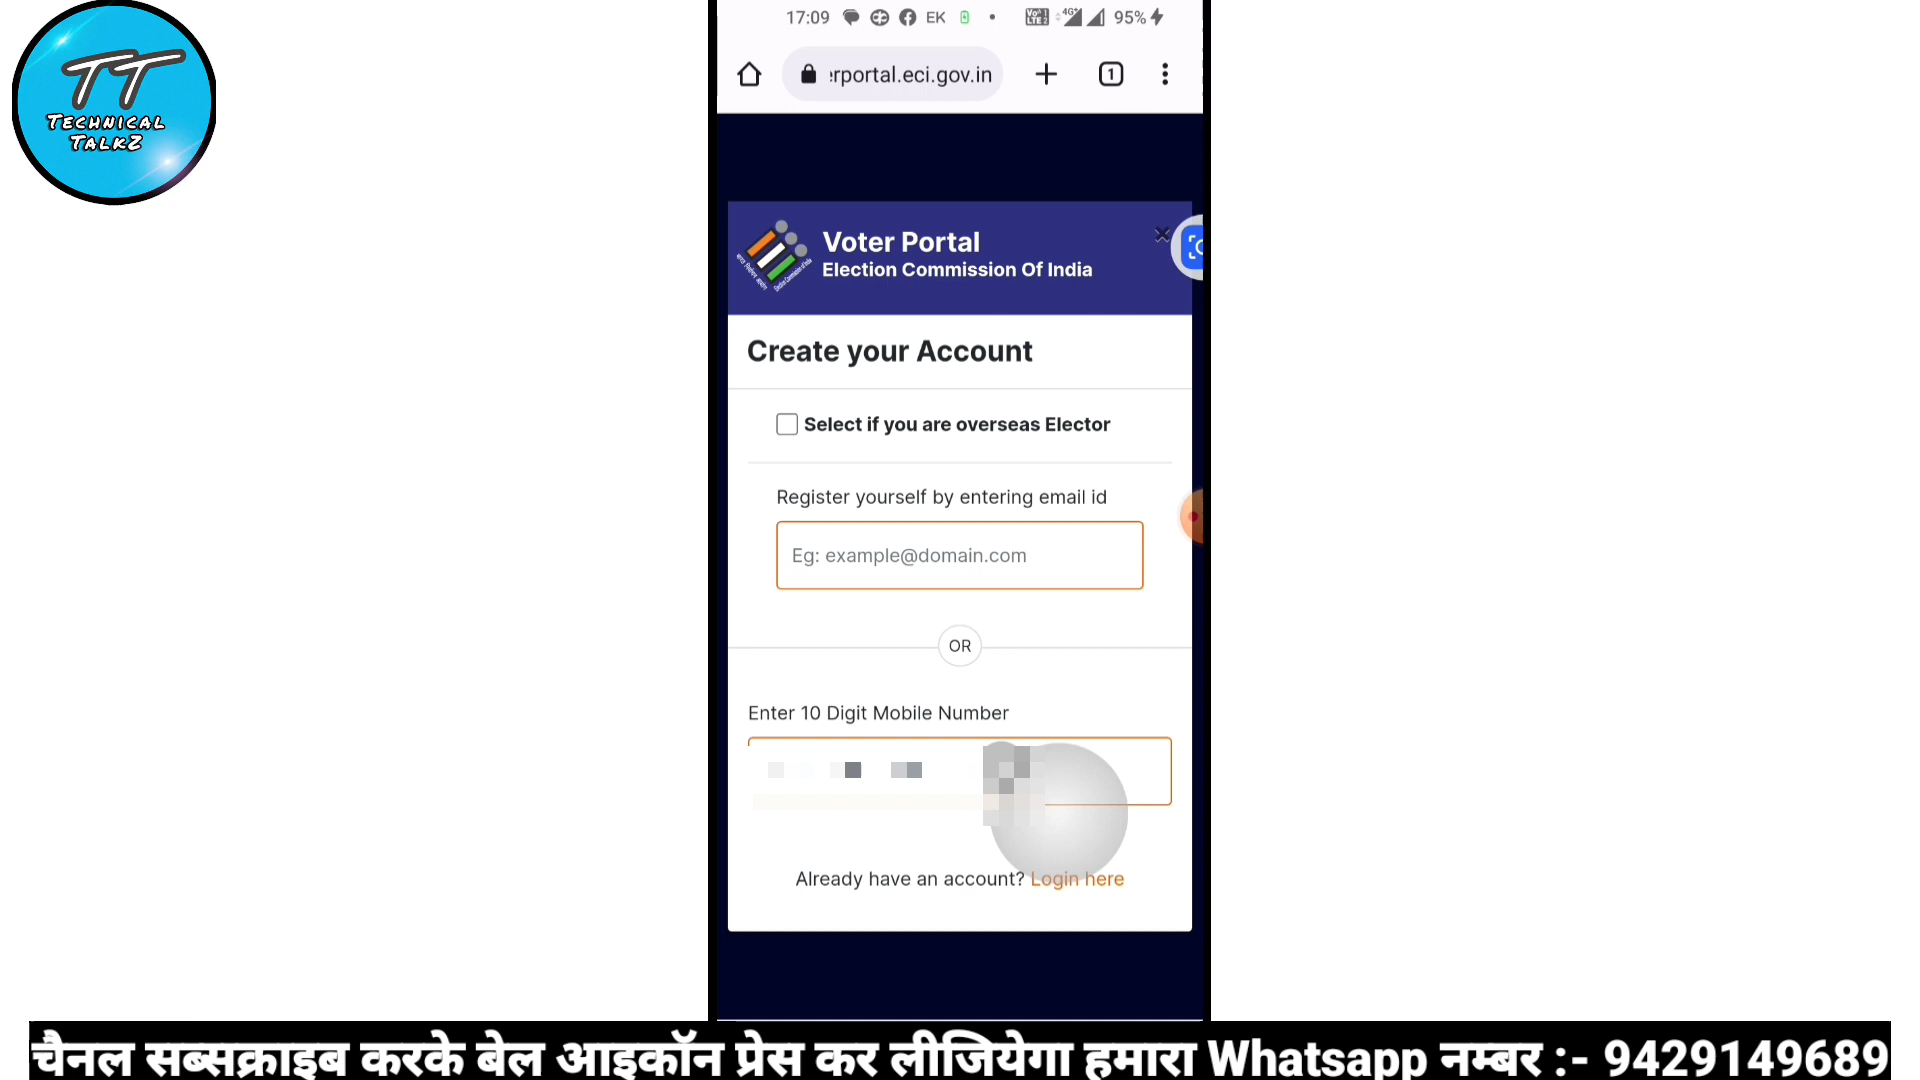 TT
TECHNICAL
TALKZ
17:09 EK 95%
erportal.eci.gov.in 1
Voter Portal
Election Commission Of India
Create your Account
Select if you are overseas Elector
Register yourself by entering email id
Eg: example@domain.com
OR
Enter 10 Digit Mobile Number
Already have an account? Login here
चैनल सब्सक्राइब करके बेल आइकॉन प्रेस कर लीजियेगा हमारा Whatsapp नम्बर :- 9429149689